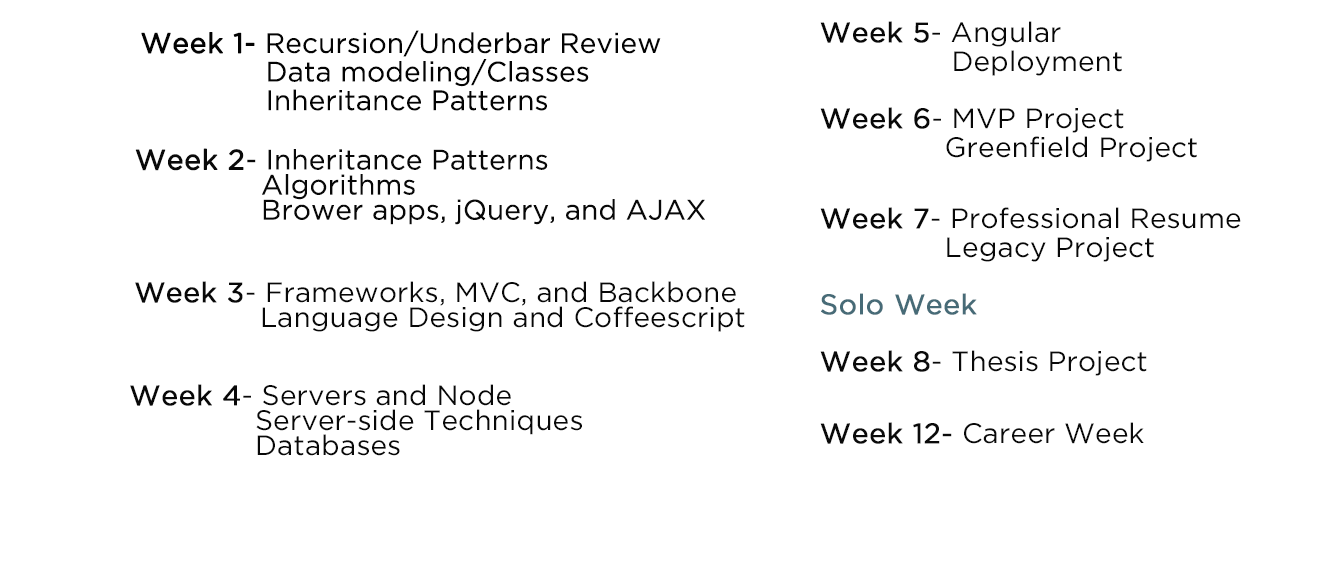 Week 1- Recursion/Underbar Review
Data modeling/Classes
Inheritance Patterns
Week 2- Inheritance Patterns
Algorithms
Brower apps, jQuery, and AJAX
Week 3- Frameworks, MVC, and Backbone
Language Design and Coffeescript
Week 4- Servers and Node
Server-side Techniques
Databases
Week 5- Angular
Deployment
Week 6- MVP Project
Greenfield Project
Week 7- Professional Resume
Legacy Project
Solo Week
Week 8- Thesis Project
Week 12- Career Week